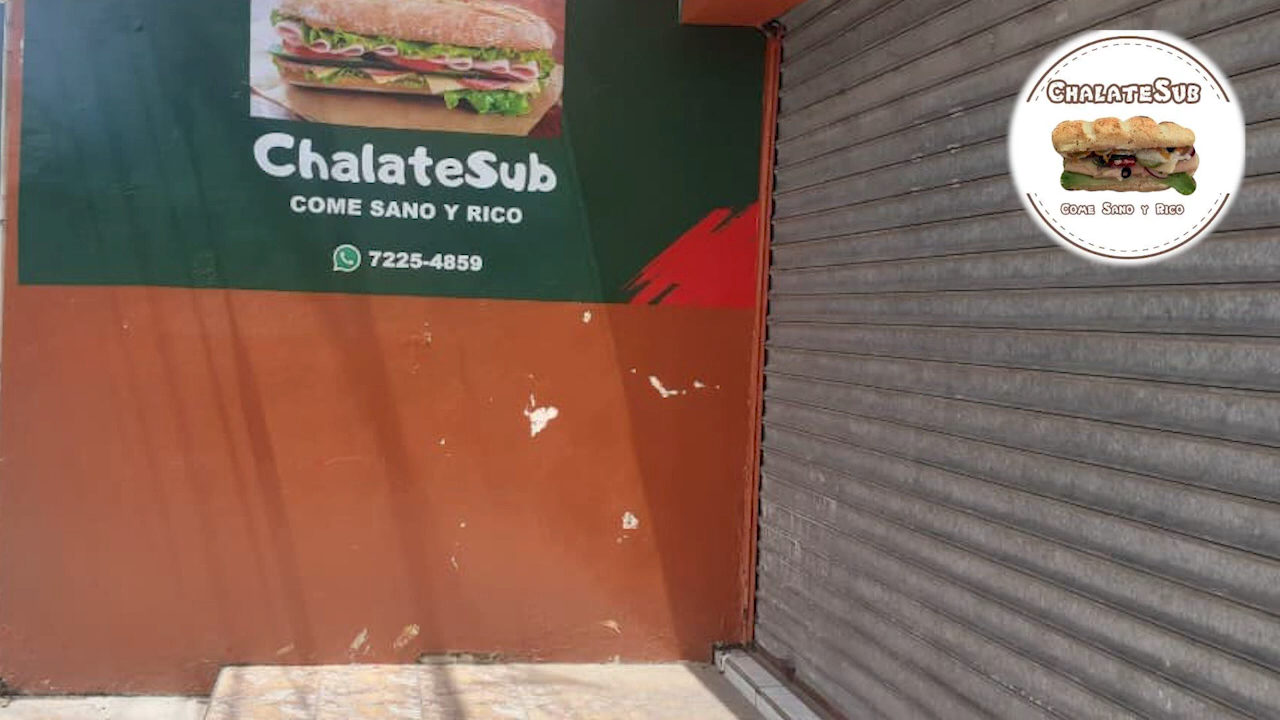 ChalateSub
COME SANO Y RICO
7225-4859
CHALATESUB
COME SANO Y RICO